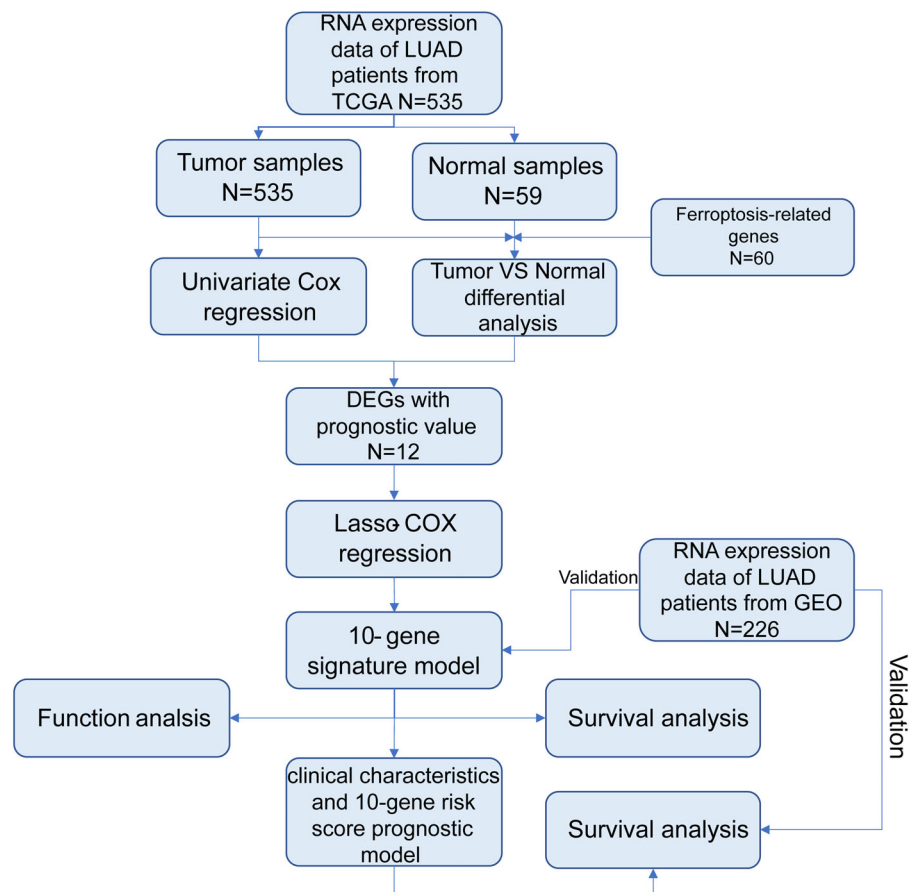 RNA expression
data of LUAD
patients from
TCGA N=535
Tumor samples
N=535
Normal samples
N=59
Ferroptosis-related
genes
N=60
Univariate Cox
regression
Tumor VS Normal
differential
analysis
DEGs with
prognostic value
N=12
Lasso-COX
regression
RNA expression
data of LUAD
patients from GEO
N=226
Validation
10-gene
signature model
Validation
Function analsis
Survival analysis
clinical characteristics
and 10-gene risk
score prognostic
model
Survival analysis